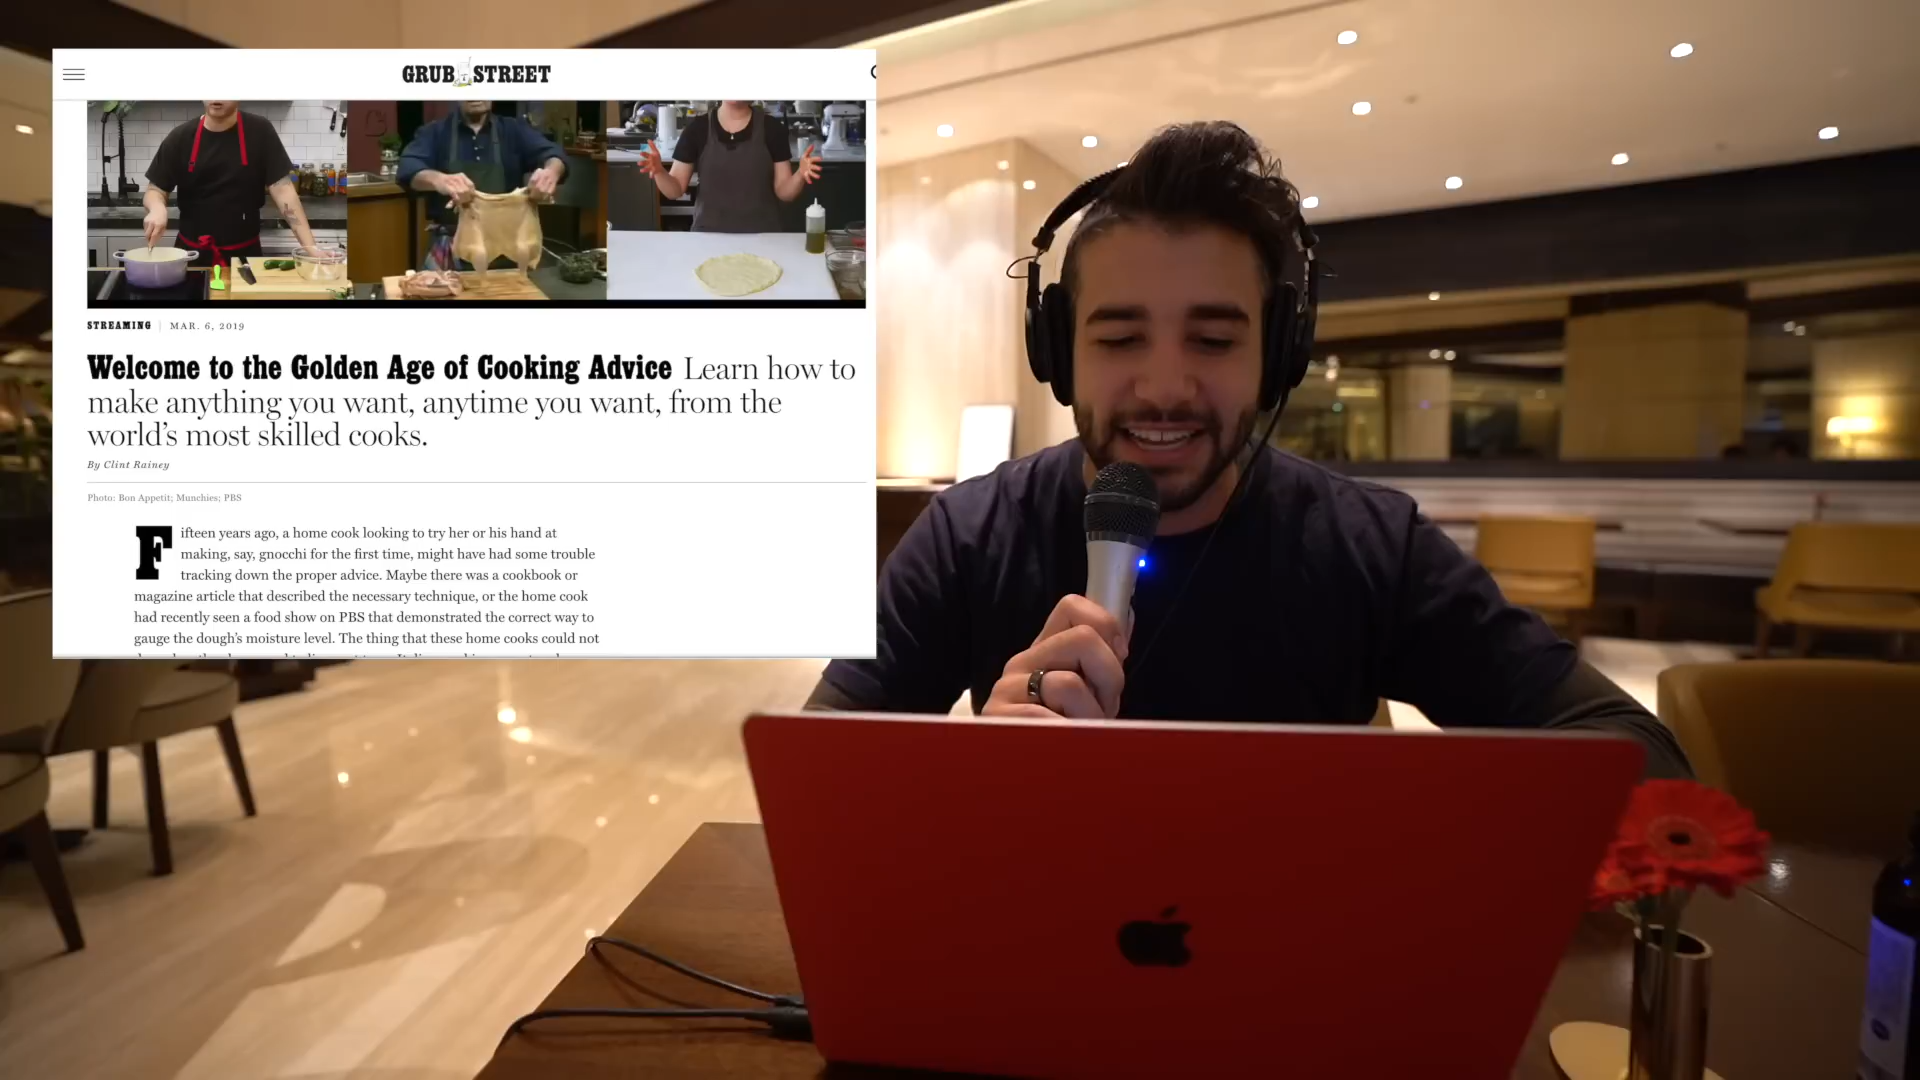 GRUB STREET
STREAMING | MAR. 6, 2019
Welcome to the Golden Age of Cooking Advice Learn how to
make anything you want, anytime you want, from the
world's most skilled cooks.
By Clint Rainey
Photo: Bon Appetit; Munchies; PBS
Fifteen years ago, a home cook looking to try her or his hand at
making, say, gnocchi for the first time, might have had some trouble
tracking down the proper advice. Maybe there was a cookbook or
magazine article that described the necessary technique, or the home cook
had recently seen a food show on PBS that demonstrated the correct way to
gauge the dough's moisture level. The thing that these home cooks could not